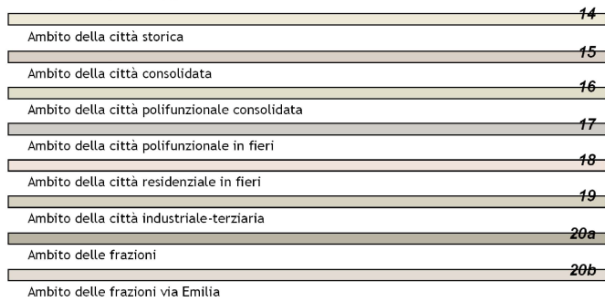 14
Ambito della città storica
15
Ambito della città consolidata
16
Ambito della città polifunzionale consolidata
17
Ambito della città polifunzionale in fieri
18
Ambito della città residenziale in fieri
19
Ambito della città industriale-terziaria
20a
Ambito delle frazioni
20b
Ambito delle frazioni via Emilia